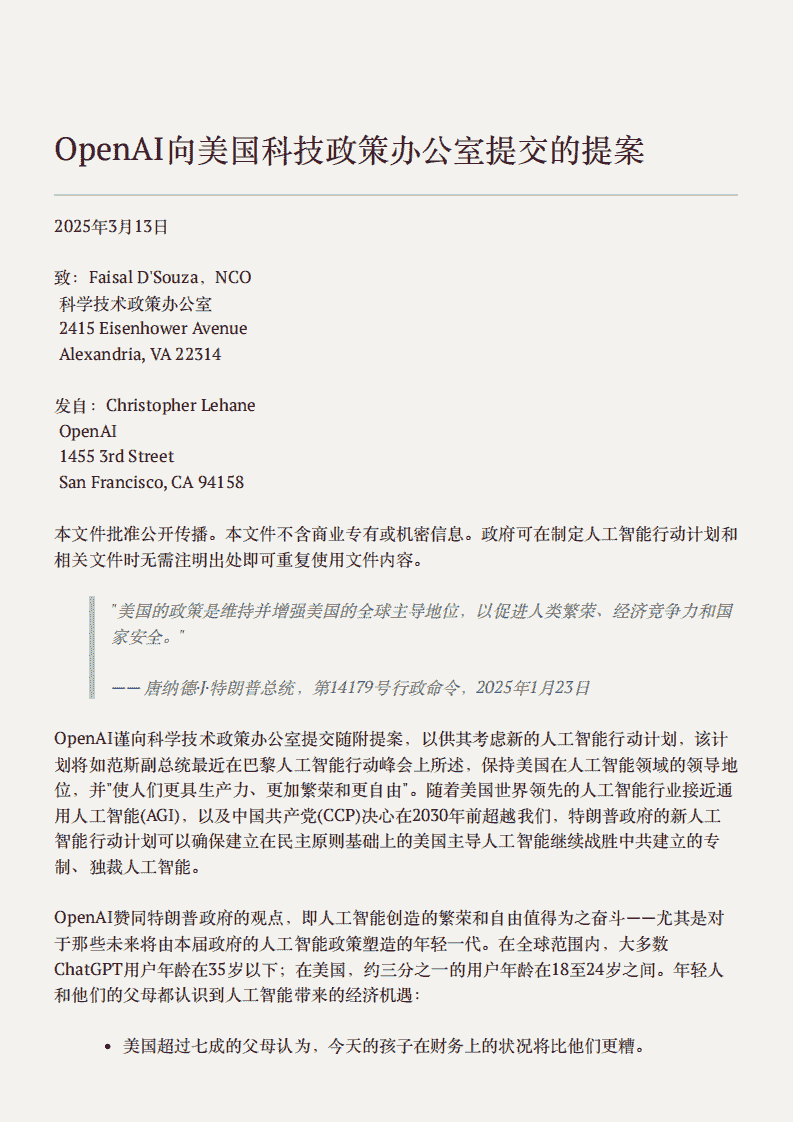 OpenAI向美国科技政策办公室提交的提案
2025年3月13日
致：Faisal D'Souza，NCO
科学技术政策办公室
2415 Eisenhower Avenue
Alexandria, VA 22314
发自：Christopher Lehane
OpenAI
1455 3rd Street
San Francisco, CA 94158
本文件批准公开传播。本文件不含商业专有或机密信息。政府可在制定人工智能行动计划和
相关文件时无需注明出处即可重复使用文件内容。
"美国的政策是维持并增强美国的全球主导地位，以促进人类繁荣、经济竞争力和国
家安全。"
—— 唐纳德·J·特朗普总统，第14179号行政命令，2025年1月23日
OpenAI谨向科学技术政策办公室提交随附提案，以供其考虑新的人工智能行动计划，该计
划将如范斯副总统最近在巴黎人工智能行动峰会上所述，保持美国在人工智能领域的领导地
位，并"使人们更具生产力、更加繁荣和更自由"。随着美国世界领先的人工智能行业接近通
用人工智能(AGI)，以及中国共产党(CCP)决心在2030年前超越我们，特朗普政府的新人工
智能行动计划可以确保建立在民主原则基础上的美国主导人工智能继续战胜中共建立的专
制、独裁人工智能。
OpenAI赞同特朗普政府的观点，即人工智能创造的繁荣和自由值得为之奋斗——尤其是对
于那些未来将由本届政府的人工智能政策塑造的年轻一代。在全球范围内，大多数
ChatGPT用户年龄在35岁以下；在美国，约三分之一的用户年龄在18至24岁之间。年轻人
和他们的父母都认识到人工智能带来的经济机遇：
• 美国超过七成的父母认为，今天的孩子在财务上的状况将比他们更糟。